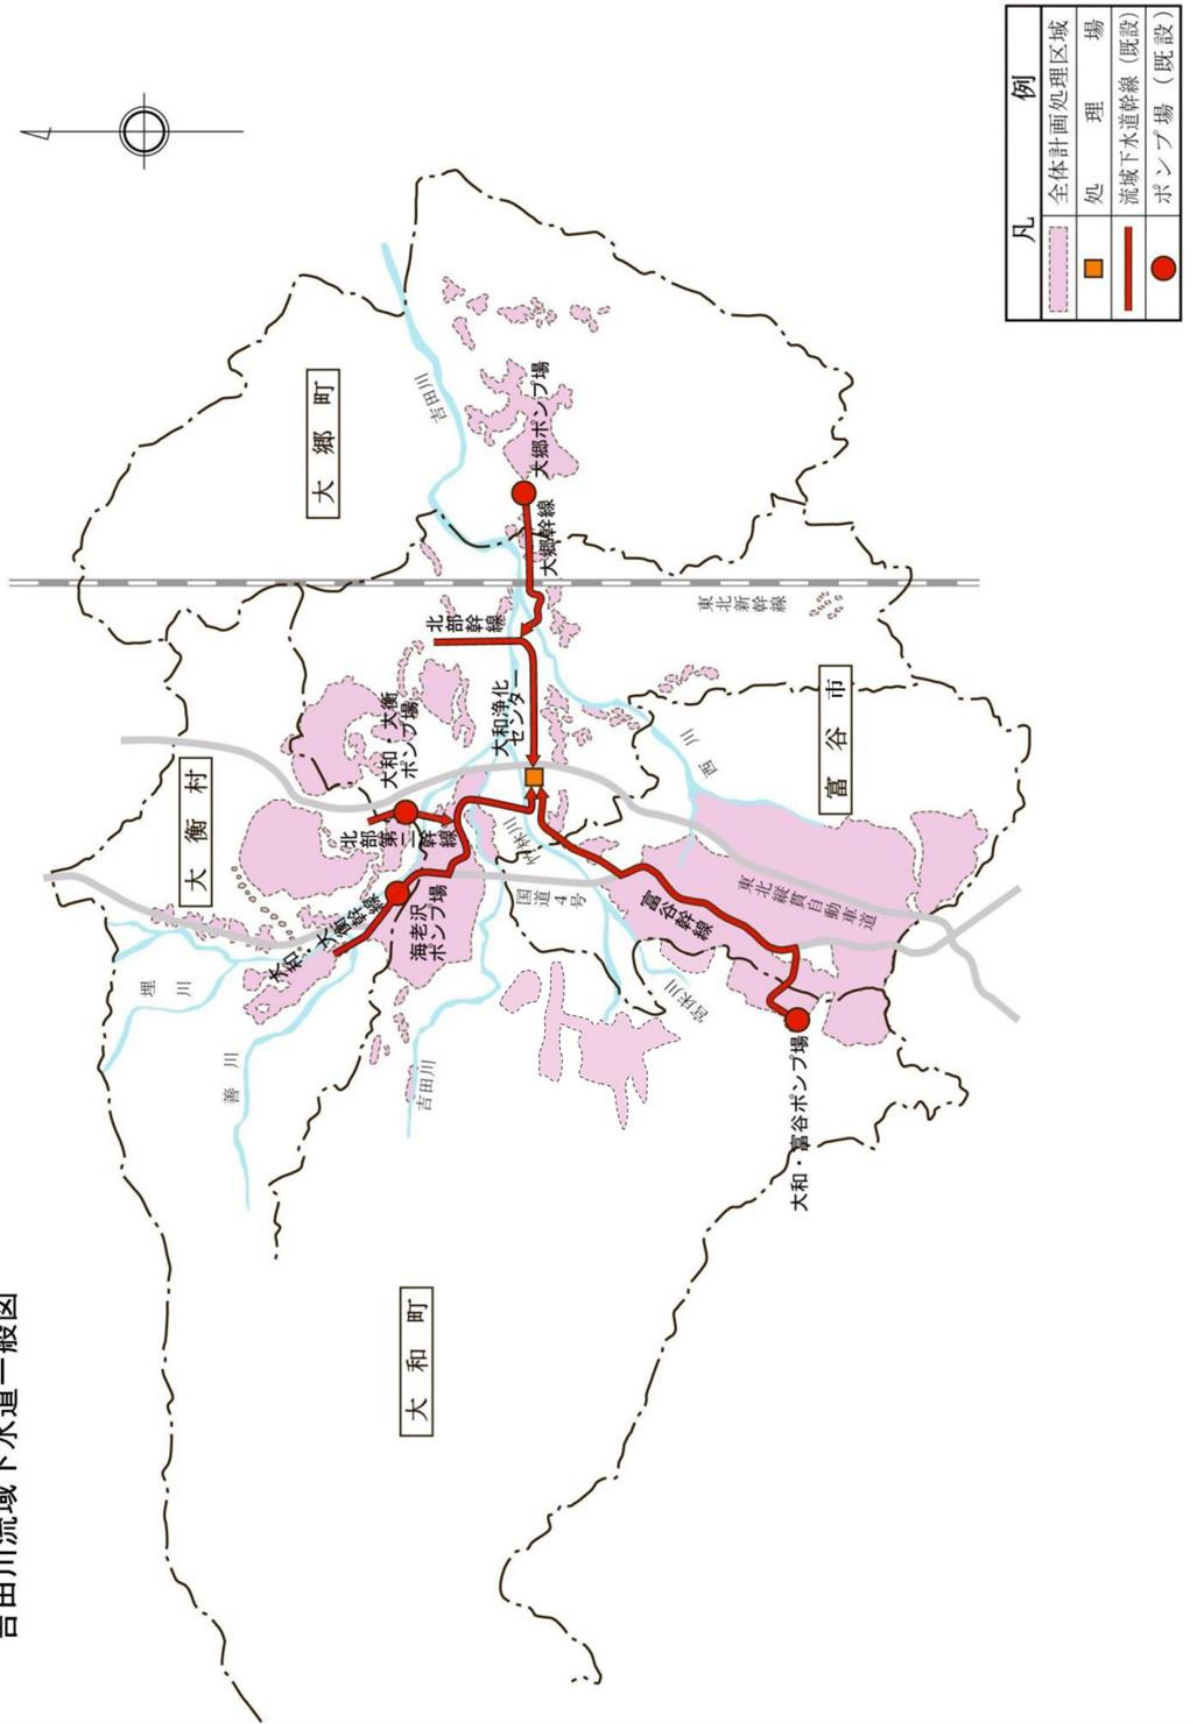 吉田川流域下水道一般図
大郷町
吉田川
大郷ポンプ場
大郷幹線
東北新幹線
北部幹線
大和浄化
センター
大和・大衡
ポンプ場
大衡村
北部第二幹線
大和・大衡幹線
海老沢
ポンプ場
埋川
善川
吉田川
竹林川
国道4号
西川
富谷市
東北縦貫自動車道
富谷幹線
宮床川
大和・富谷ポンプ場
大和町
凡例
全体計画処理区域
処理場
流域下水道幹線(既設)
ポンプ場(既設)